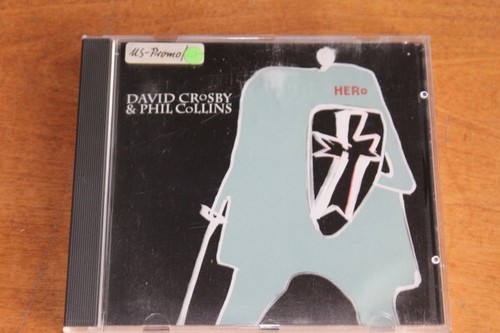 US-Promo/
DAVID CRoSBY
& PHIL CoLLINS
HERo